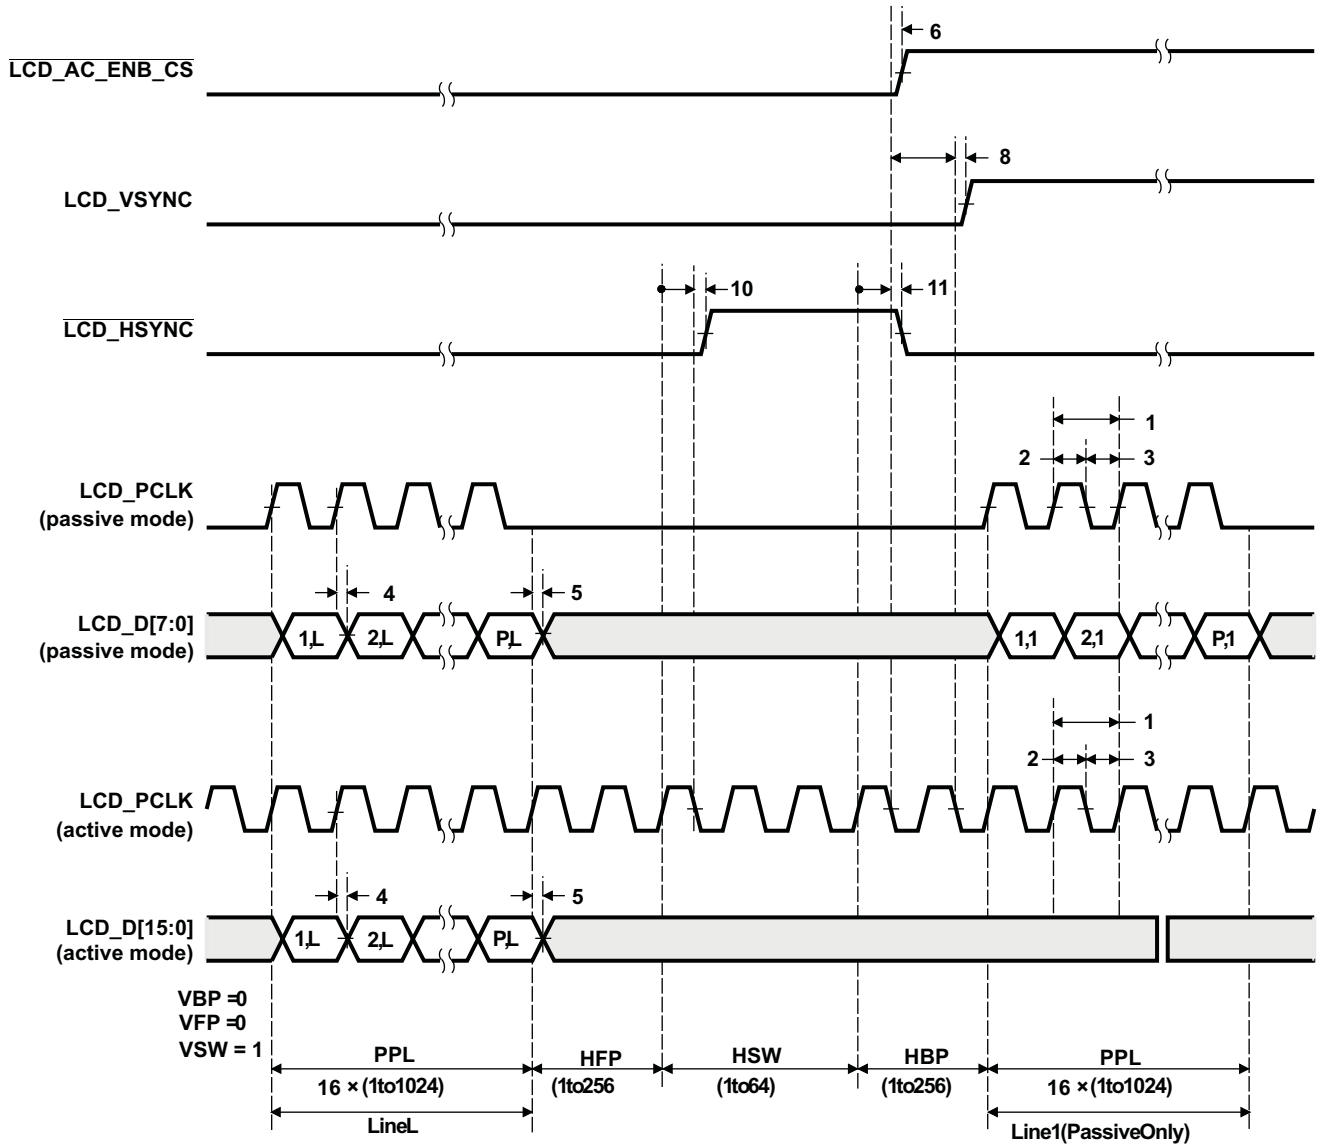 6
LCD_AC_ENB_CS
8
LCD_VSYNC
10
11
LCD_HSYNC
1
2
3
LCD_PCLK
(passive mode)
4
5
LCD_D[7:0]
(passive mode)
1,L
2,L
P,L
1,1
2,1
P,1
1
2
3
LCD_PCLK
(active mode)
4
5
LCD_D[15:0]
(active mode)
1,L
2,L
P,L
VBP =0
VFP =0
VSW = 1
PPL
HFP
HSW
HBP
PPL
16 × (1to1024)
(1to256
(1to64)
(1to256)
16 × (1to1024)
LineL
Line1(PassiveOnly)